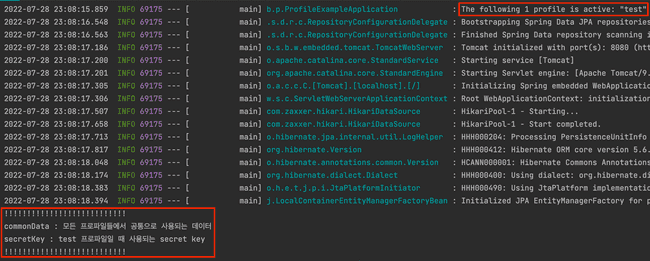 2022-07-28 23:08:15.859 INFO 69175 --- [ main] b.p.ProfileExampleApplication : The following 1 profile is active: "test"
2022-07-28 23:08:16.548 INFO 69175 --- [ main] .s.d.r.c.RepositoryConfigurationDelegate : Bootstrapping Spring Data JPA repositories
2022-07-28 23:08:16.568 INFO 69175 --- [ main] .s.d.r.c.RepositoryConfigurationDelegate : Finished Spring Data repository scanning i
2022-07-28 23:08:17.186 INFO 69175 --- [ main] o.s.b.w.embedded.tomcat.TomcatWebServer : Tomcat initialized with port(s): 8080 (htt
2022-07-28 23:08:17.200 INFO 69175 --- [ main] o.apache.catalina.core.StandardService : Starting service [Tomcat]
2022-07-28 23:08:17.200 INFO 69175 --- [ main] org.apache.catalina.core.StandardEngine : Starting Servlet engine: [Apache Tomcat/9.
2022-07-28 23:08:17.305 INFO 69175 --- [ main] o.a.c.c.C.[Tomcat].[localhost].[/] : Initializing Spring embedded WebApplicatio
2022-07-28 23:08:17.306 INFO 69175 --- [ main] w.s.c.ServletWebServerApplicationContext : Root WebApplicationContext: initialization
2022-07-28 23:08:17.507 INFO 69175 --- [ main] com.zaxxer.hikari.HikariDataSource : HikariPool-1 - Starting...
2022-07-28 23:08:17.658 INFO 69175 --- [ main] com.zaxxer.hikari.HikariDataSource : HikariPool-1 - Start completed.
2022-07-28 23:08:17.713 INFO 69175 --- [ main] o.hibernate.jpa.internal.util.LogHelper : HHH000204: Processing PersistenceUnitInfo
2022-07-28 23:08:17.817 INFO 69175 --- [ main] org.hibernate.Version : HHH000412: Hibernate ORM core version 5.6.
2022-07-28 23:08:18.048 INFO 69175 --- [ main] o.hibernate.annotations.common.Version : HCANN000001: Hibernate Commons Annotations
2022-07-28 23:08:18.174 INFO 69175 --- [ main] org.hibernate.dialect.Dialect : HHH000400: Using dialect: org.hibernate.di
2022-07-28 23:08:18.383 INFO 69175 --- [ main] o.h.e.t.j.p.i.JtaPlatformInitiator : HHH000490: Using JtaPlatform implementatio
2022-07-28 23:08:18.394 INFO 69175 --- [ main] j.LocalContainerEntityManagerFactoryBean : Initialized JPA EntityManagerFactory for p
!!!!!!!!!!!!!!!!!!!!!!!!!!!
commonData : 모든 프로파일들에서 공통으로 사용되는 데이터
secretKey : test 프로파일일 때 사용되는 secret key
!!!!!!!!!!!!!!!!!!!!!!!!!!!